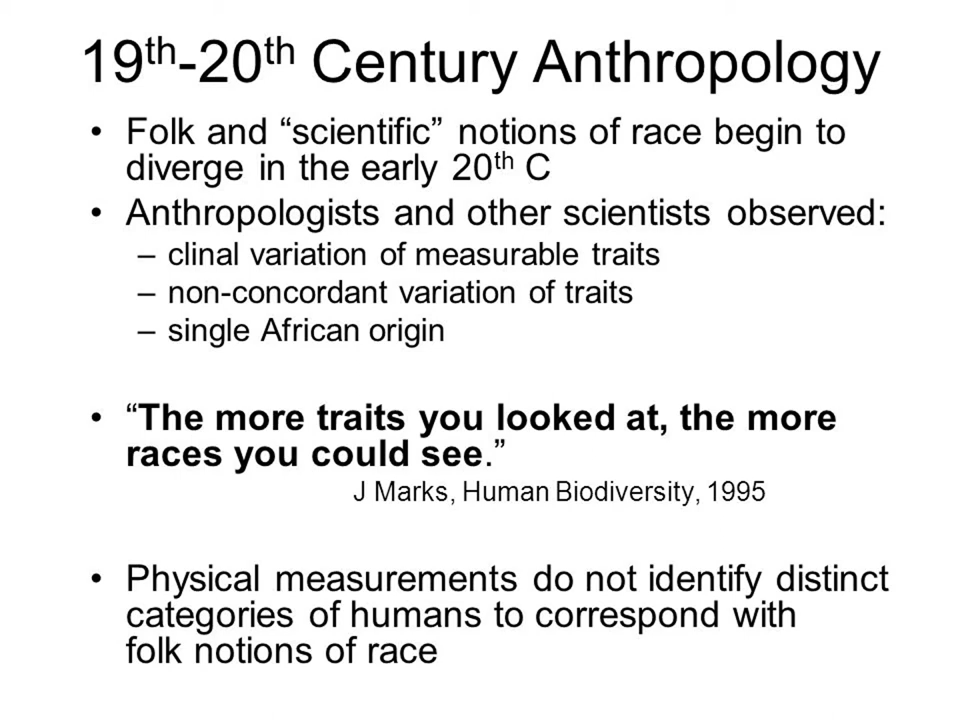 19th-20th Century Anthropology
• Folk and “scientific” notions of race begin to
diverge in the early 20th C
• Anthropologists and other scientists observed:
– clinal variation of measurable traits
– non-concordant variation of traits
– single African origin
• “The more traits you looked at, the more
races you could see.”
J Marks, Human Biodiversity, 1995
• Physical measurements do not identify distinct
categories of humans to correspond with
folk notions of race